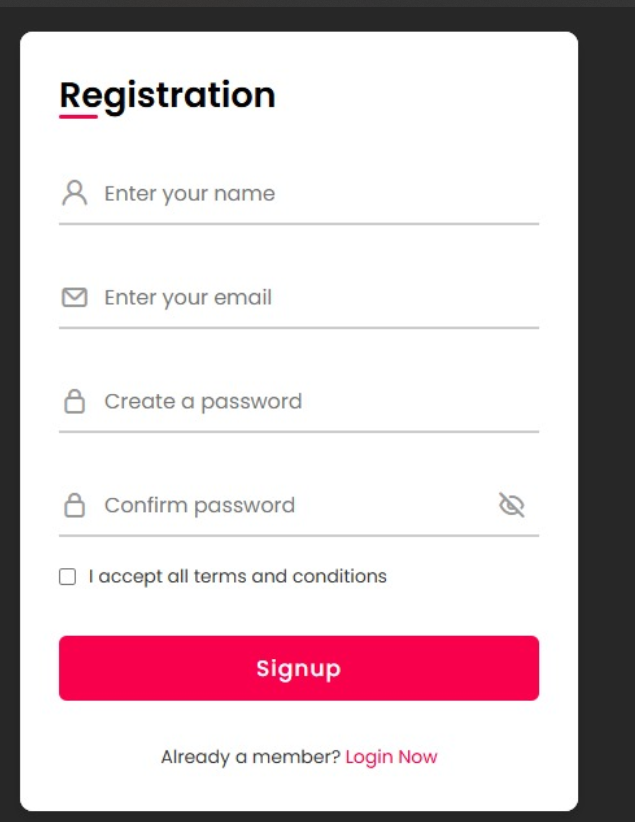 Registration
Enter your name
Enter your email
Create a password
Confirm password
I accept all terms and conditions
Signup
Already a member? Login Now